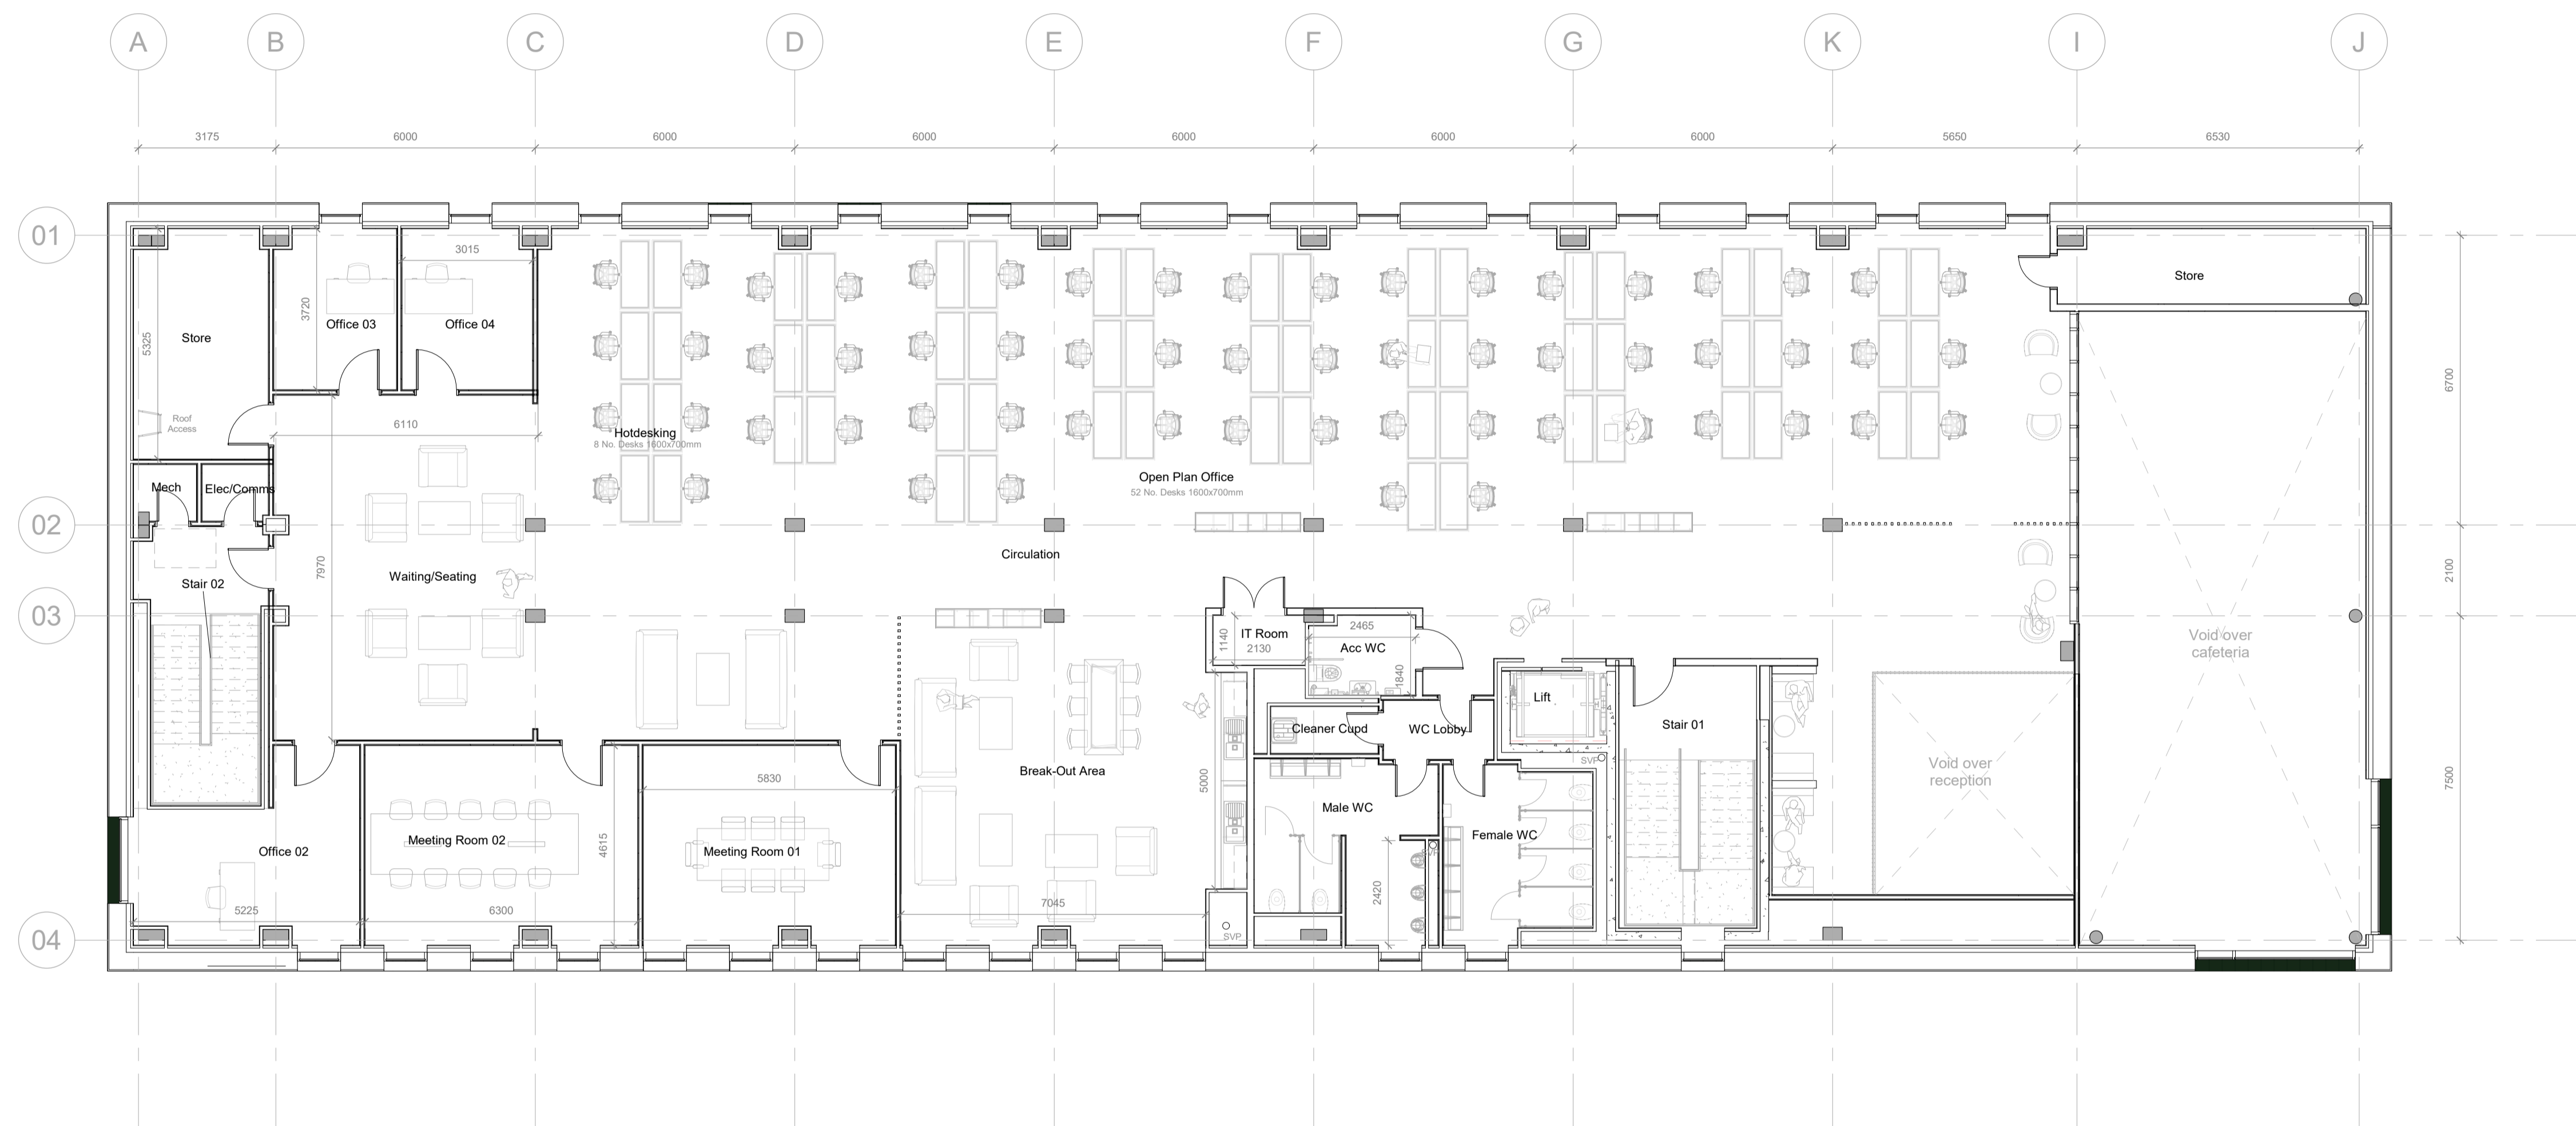 A B C D E F G K I J
3175 6000 6000 6000 6000 6000 6000 5650 6530
01
3015
Store
3720
6700
Office 03
Office 04
Store
5325
Roof
Access
6110
Hotdesking
8 No. Desks 1600x700mm
Open Plan Office
52 No. Desks 1600x700mm
Mech
Elec/Comms
02
Circulation
7970
Waiting/Seating
2100
Stair 02
03
1140
IT Room
2130
2465
Acc WC
1840
Void over
cafeteria
Lift
Cleaner Cupd
WC Lobby
Stair 01
SVP
Void over
reception
5000
Break-Out Area
5830
7500
Male WC
Female WC
Office 02
Meeting Room 02
4615
Meeting Room 01
2420
5225
6300
7045
SVP
04